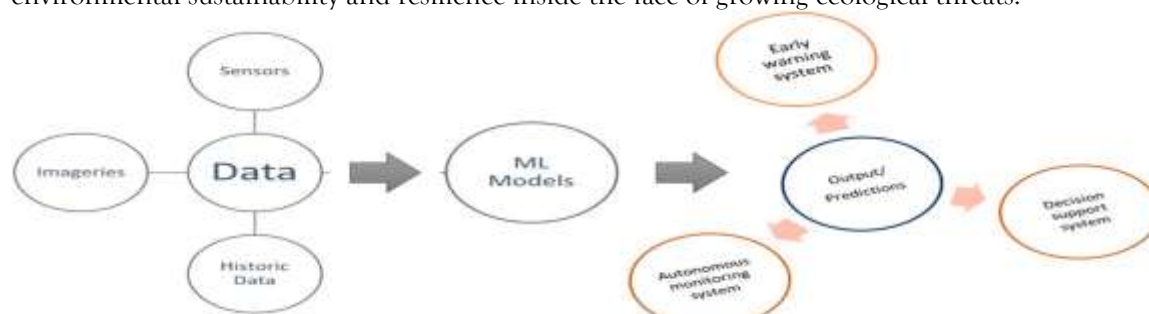 environmental sustainability and resilience inside the face of growing ecological threats.
Sensors
Imageries
Data
Historic
Data
ML
Models
Early
warning
system
Output/
Predictions
Decision
support
system
Autonomous
monitoring
system